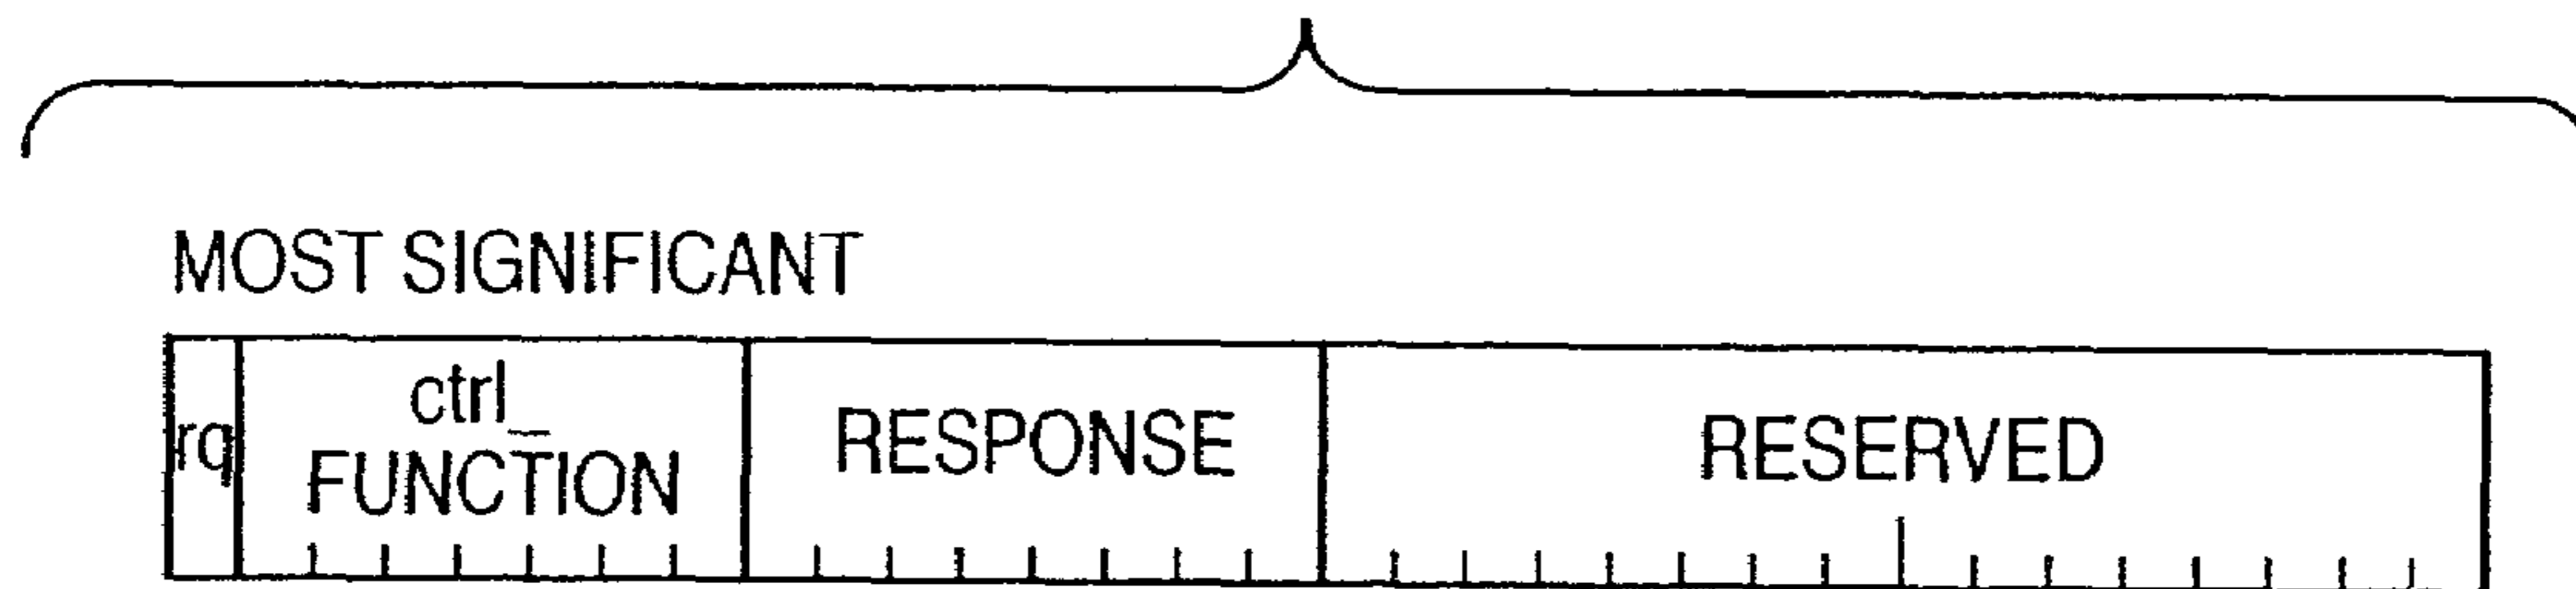 MOST SIGNIFICANT
rq
ctrl_
FUNCTION
RESPONSE
RESERVED